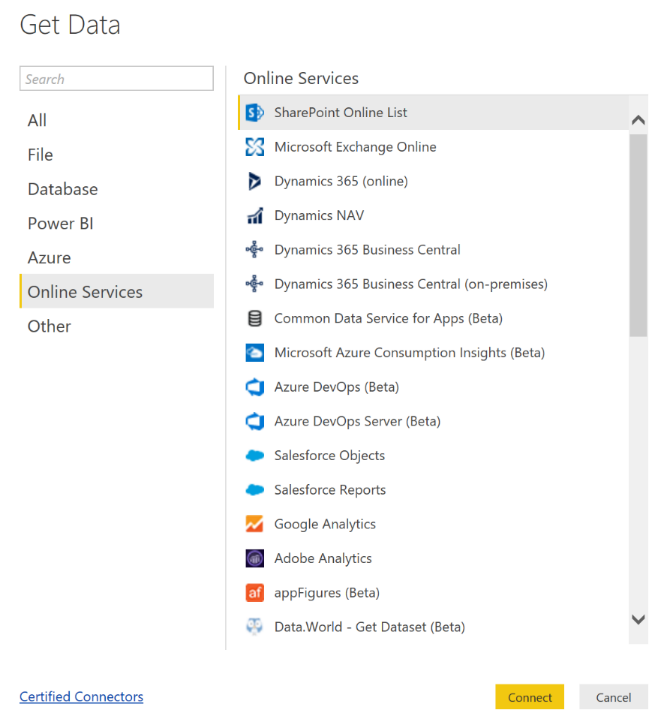 Get Data
Search
All
File
Database
Power BI
Azure
Online Services
Other
Online Services
SharePoint Online List
Microsoft Exchange Online
Dynamics 365 (online)
Dynamics NAV
Dynamics 365 Business Central
Dynamics 365 Business Central (on-premises)
Common Data Service for Apps (Beta)
Microsoft Azure Consumption Insights (Beta)
Azure DevOps (Beta)
Azure DevOps Server (Beta)
Salesforce Objects
Salesforce Reports
Google Analytics
Adobe Analytics
af appFigures (Beta)
Data.World - Get Dataset (Beta)
Certified Connectors
Connect
Cancel